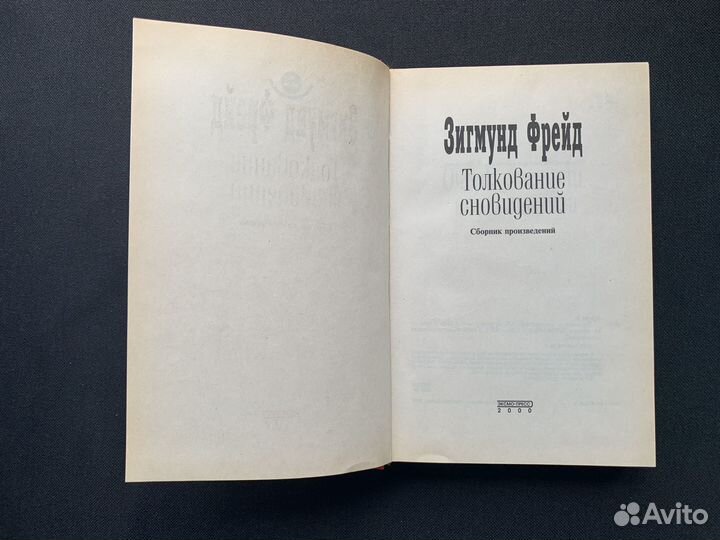 Зигмунд Фрейд
Толкование
сновидений
Сборник произведений
ЭКСМО-ПРЕСС
2000
Avito